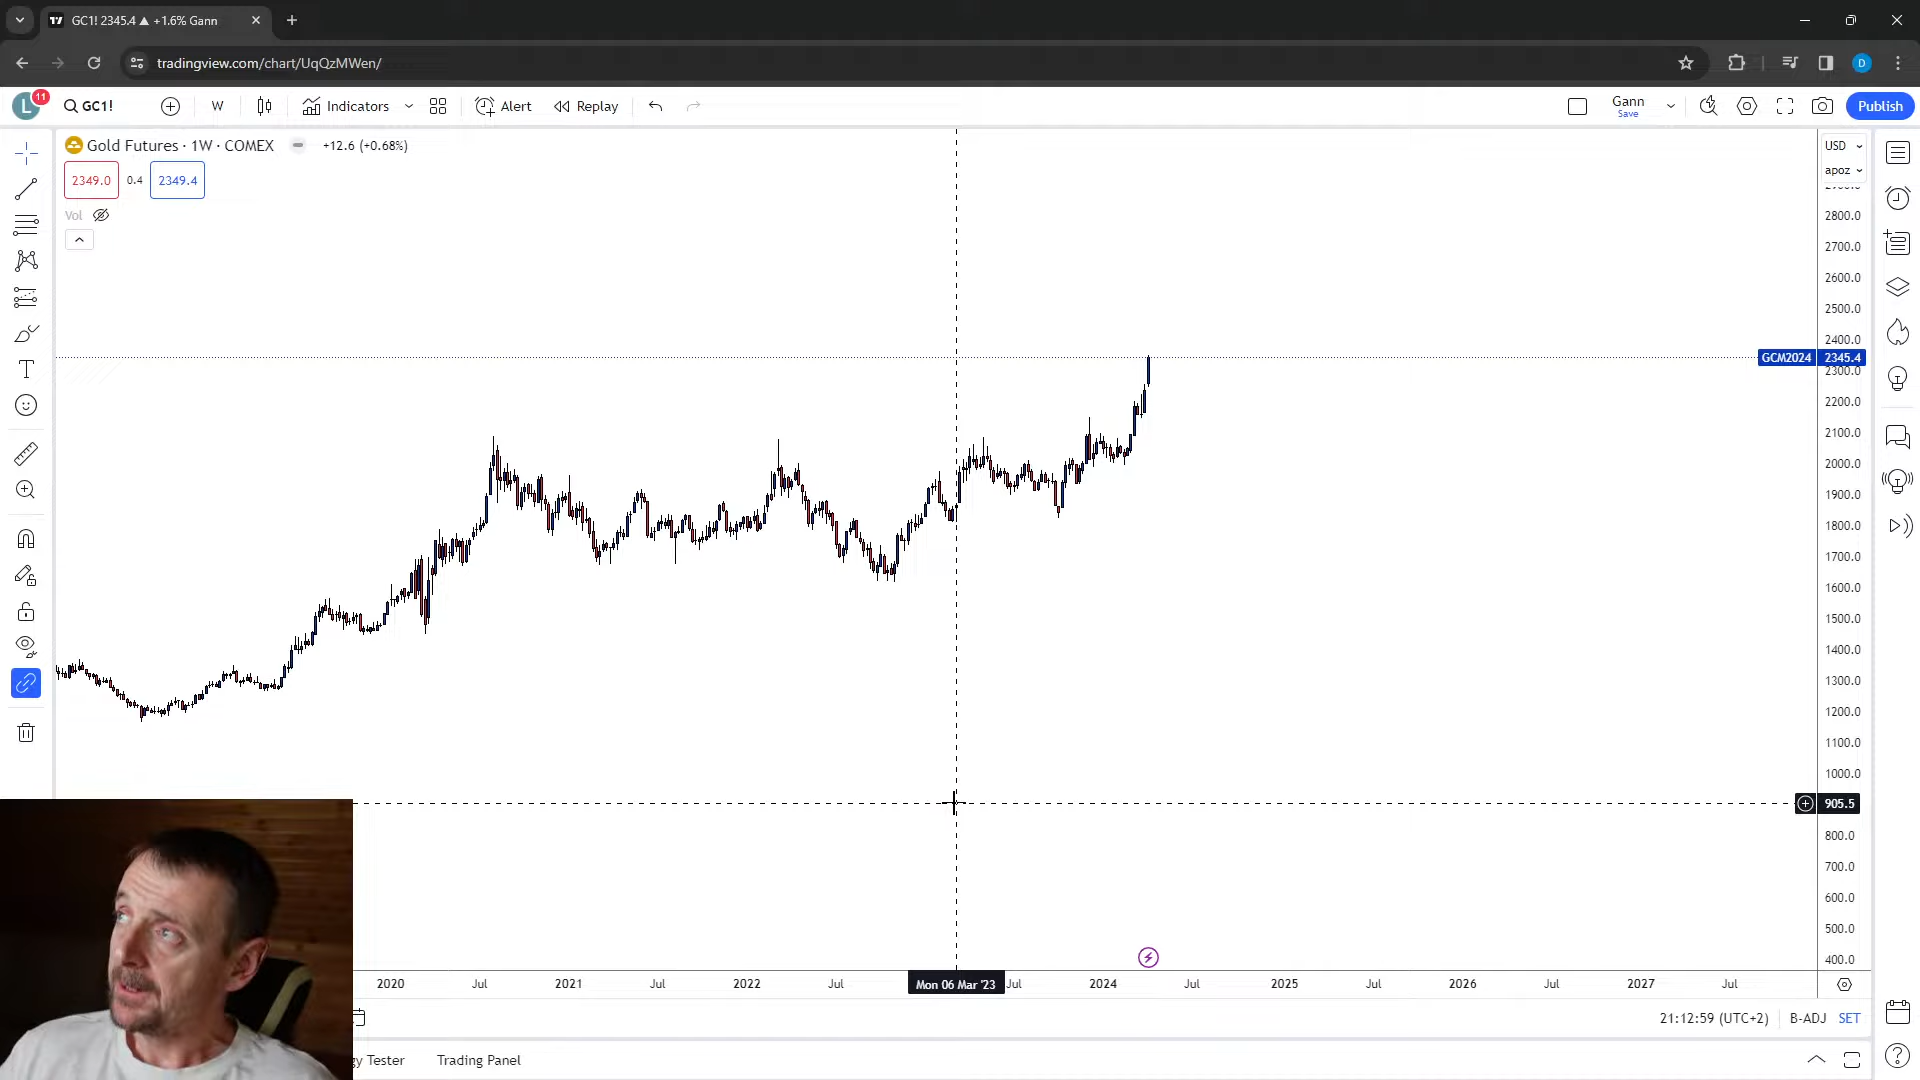 GC1! 2345.4 ▲ +1.6% Gann
tradingview.com/chart/UqQzMWen/
D
L 11 GC1! W Indicators Alert Replay Gann Publish
Save
Gold Futures · 1W · COMEX +12.6 (+0.68%)
USD
2349.0 0.4 2349.4
apoz
Vol
2800.0
2700.0
2600.0
2500.0
2400.0
GCM2024 2345.4
2300.0
2200.0
2100.0
2000.0
1900.0
1800.0
1700.0
1600.0
1500.0
1400.0
1300.0
1200.0
1100.0
1000.0
905.5
800.0
700.0
600.0
500.0
400.0
2020 Jul 2021 Jul 2022 Jul Mon 06 Mar '23 Jul 2024 Jul 2025 Jul 2026 Jul 2027 Jul
21:12:59 (UTC+2) B-ADJ SET
gy Tester Trading Panel